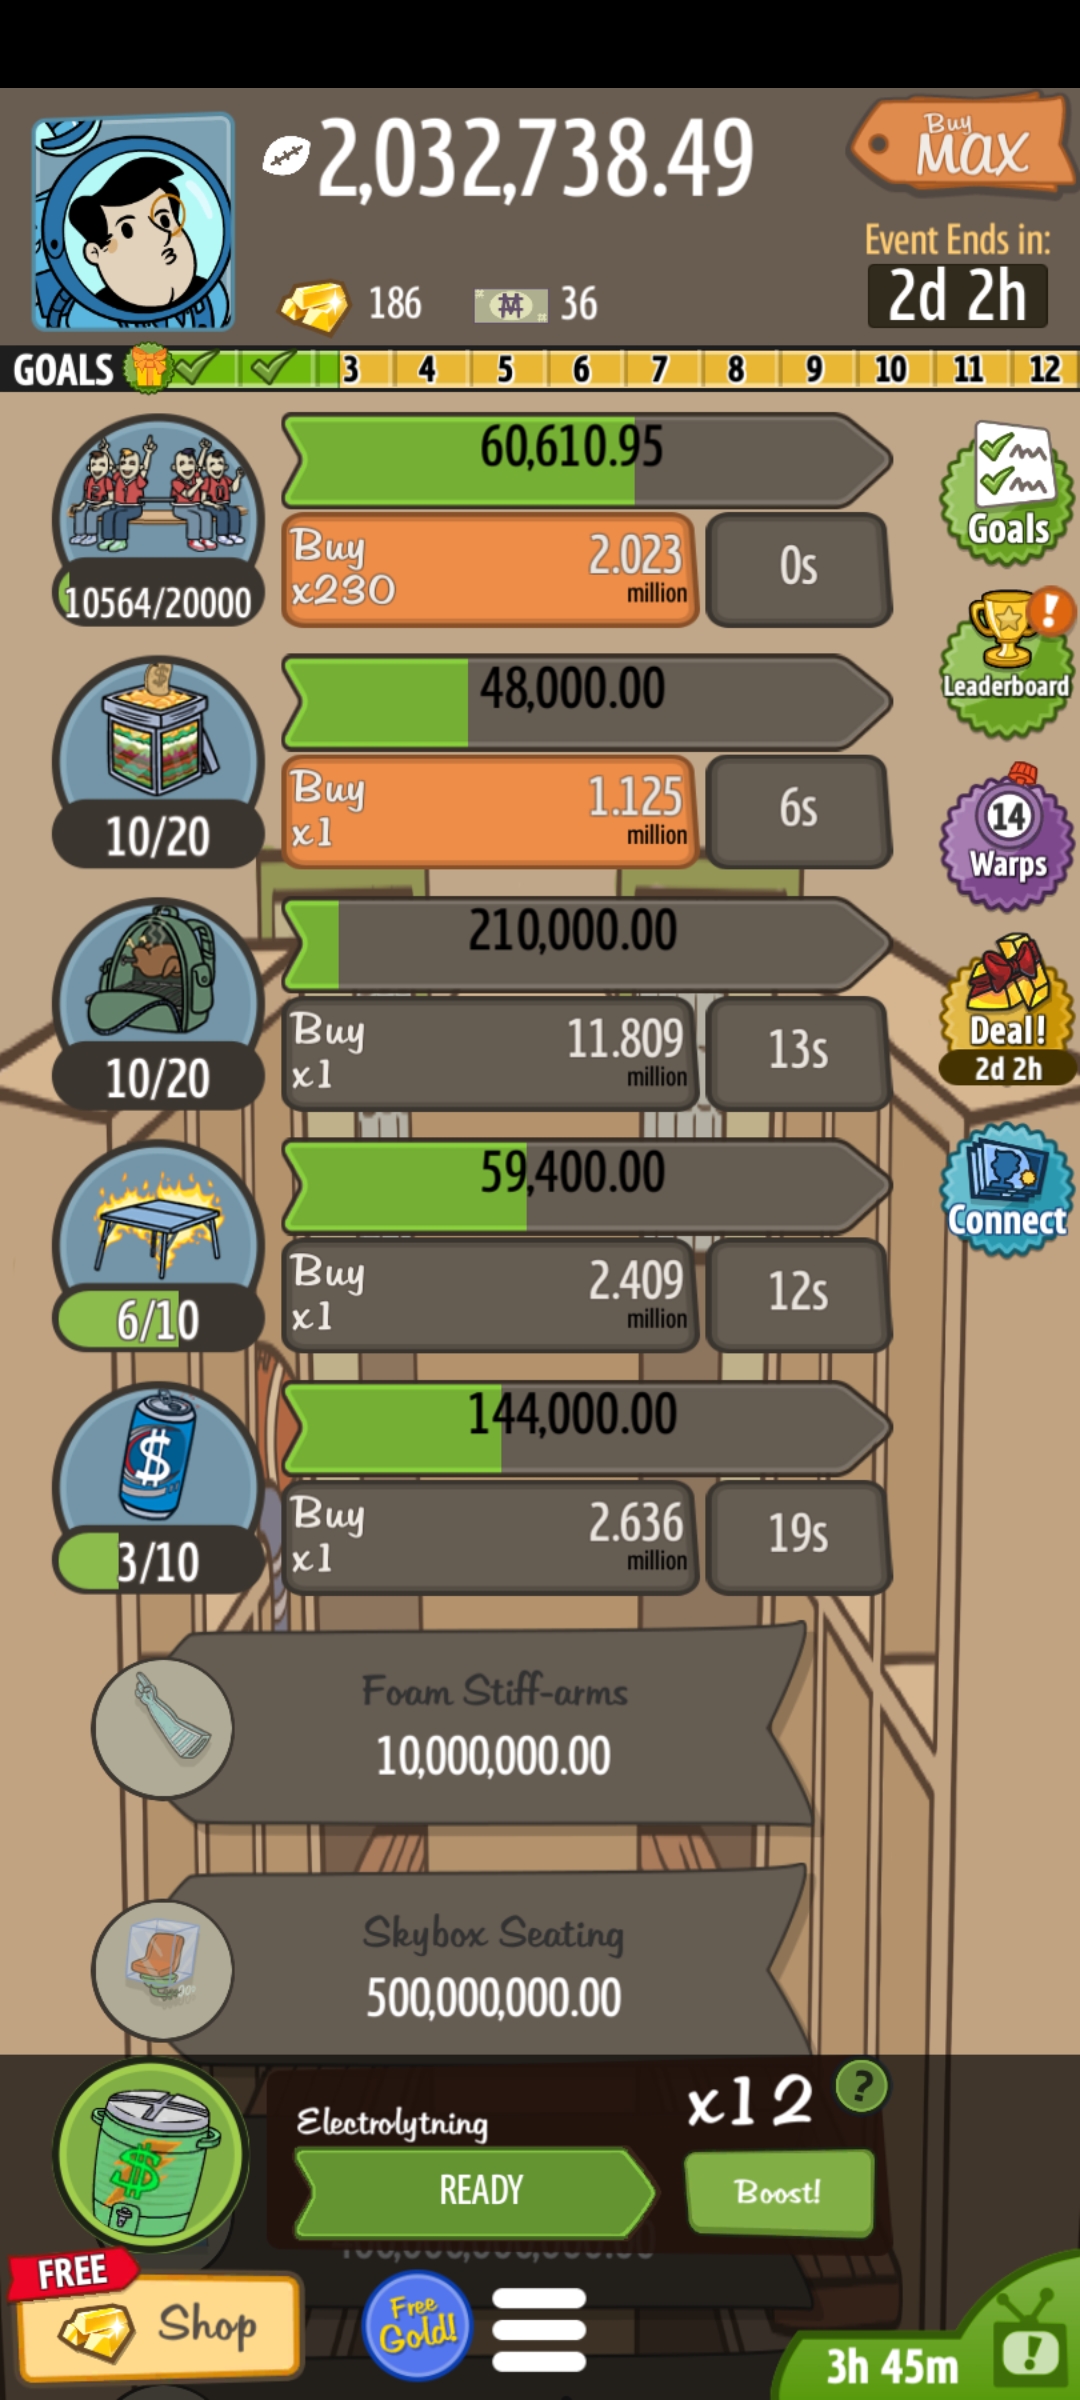 2,032,738.49
Buy
MAX
Event Ends in:
2d 2h
186
36
GOALS 3 4 5 6 7 8 9 10 11 12
60,610.95
Buy
x230
2.023
million
0s
10564/20000
Goals
48,000.00
Buy
x1
1.125
million
6s
10/20
Leaderboard
210,000.00
Buy
x1
11.809
million
13s
10/20
14
Warps
Deal!
2d 2h
59,400.00
Buy
x1
2.409
million
12s
6/10
Connect
144,000.00
Buy
x1
2.636
million
19s
3/10
Foam Stiff-arms
10,000,000.00
Skybox Seating
500,000,000.00
Electrolytning
x12
?
READY
Boost!
FREE
Shop
Free
Gold!
3h 45m